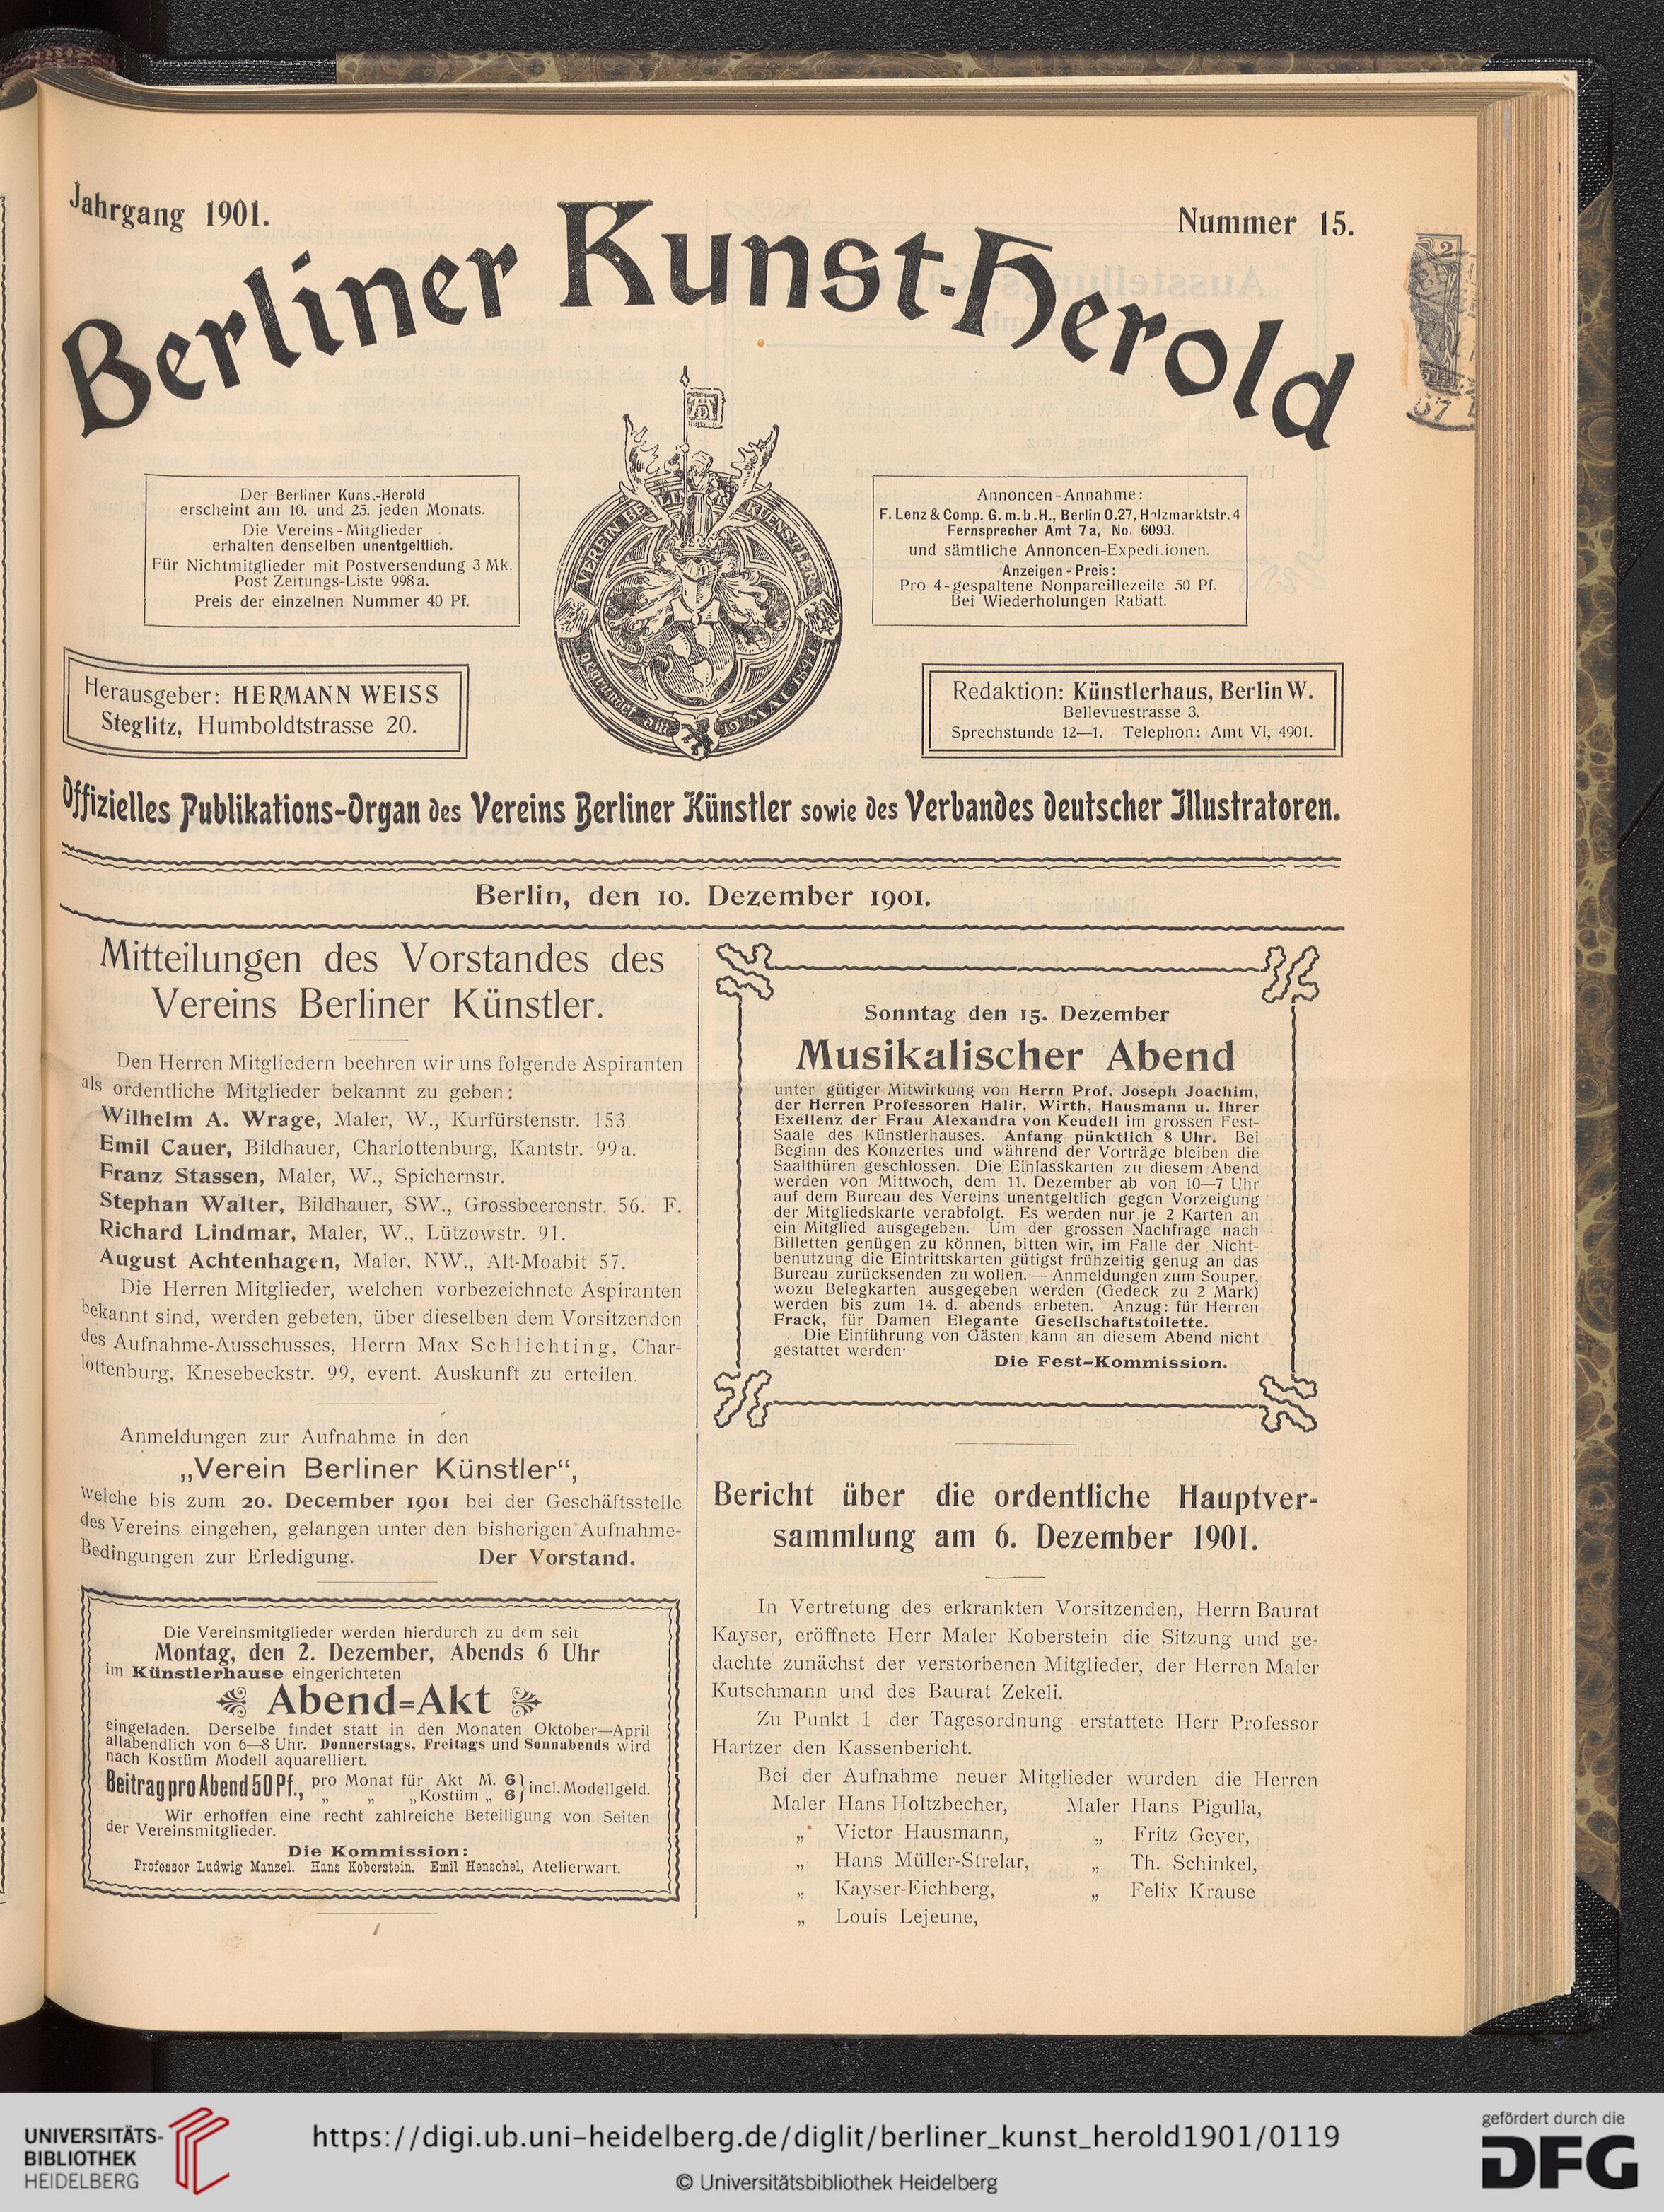 Jahrgang 1901.
Nummer 15.
Berliner Kunst-Herold
Der Berliner Kunst-Herold
erscheint am 10. und 25. jeden Monats.
Die Vereins-Mitglieder
erhalten denselben unentgeltlich.
Für Nichtmitglieder mit Postversendung 3 Mk.
Post Zeitungs-Liste 998a.
Preis der einzelnen Nummer 40 Pf.
VEREIN BERLINER KUENSTLER
gegründet am 19. MAI 1841
Annoncen-Annahme:
F. Lenz & Comp. G. m. b. H., Berlin O.27, Holzmarktstr. 4
Fernsprecher Amt 7a, No. 6093.
und sämtliche Annoncen-Expeditionen.
Anzeigen-Preis:
Pro 4-gespaltene Nonpareillezeile 50 Pf.
Bei Wiederholungen Rabatt.
Herausgeber: HERMANN WEISS
Steglitz, Humboldtstrasse 20.
Redaktion: Künstlerhaus, Berlin W.
Bellevuestrasse 3.
Sprechstunde 12—1. Telephon: Amt VI, 4901.
Offizielles Publikations-Organ des Vereins Berliner Künstler sowie des Verbandes deutscher Illustratoren.
Berlin, den 10. Dezember 1901.
Mitteilungen des Vorstandes des
Vereins Berliner Künstler.
Den Herren Mitgliedern beehren wir uns folgende Aspiranten
als ordentliche Mitglieder bekannt zu geben:
Wilhelm A. Wrage, Maler, W., Kurfürstenstr. 153.
Emil Cauer, Bildhauer, Charlottenburg, Kantstr. 99a.
Franz Stassen, Maler, W., Spichernstr.
Stephan Walter, Bildhauer, SW., Grossbeerenstr. 56. F.
Richard Lindmar, Maler, W., Lützowstr. 91.
August Achtenhagen, Maler, NW., Alt-Moabit 57.
Die Herren Mitglieder, welchen vorbezeichnete Aspiranten
bekannt sind, werden gebeten, über dieselben dem Vorsitzenden
des Aufnahme-Ausschusses, Herrn Max Schlichting, Char-
lottenburg, Knesebeckstr. 99, event. Auskunft zu erteilen.
Anmeldungen zur Aufnahme in den
„Verein Berliner Künstler“,
welche bis zum 20. December 1901 bei der Geschäftsstelle
des Vereins eingehen, gelangen unter den bisherigen Aufnahme-
Bedingungen zur Erledigung. Der Vorstand.
Die Vereinsmitglieder werden hierdurch zu dem seit
Montag, den 2. Dezember, Abends 6 Uhr
im Künstlerhause eingerichteten
Abend=Akt
eingeladen. Derselbe findet statt in den Monaten Oktober—April
allabendlich von 6—8 Uhr. Donnerstags, Freitags und Sonnabends wird
nach Kostüm Modell aquarelliert.
Beitrag pro Abend 50 Pf., pro Monat für Akt M. 6 } incl. Modellgeld.
„ „ „ Kostüm „ 6
Wir erhoffen eine recht zahlreiche Beteiligung von Seiten
der Vereinsmitglieder.
Die Kommission:
Professor Ludwig Manzel. Hans Koberstein. Emil Henschel, Atelierwart.
Sonntag den 15. Dezember
Musikalischer Abend
unter gütiger Mitwirkung von Herrn Prof. Joseph Joachim,
der Herren Professoren Halir, Wirth, Hausmann u. Ihrer
Exellenz der Frau Alexandra von Keudell im grossen Fest-
Saale des Künstlerhauses. Anfang pünktlich 8 Uhr. Bei
Beginn des Konzertes und während der Vorträge bleiben die
Saalthüren geschlossen. Die Einlasskarten zu diesem Abend
werden von Mittwoch, dem 11. Dezember ab von 10—7 Uhr
auf dem Bureau des Vereins unentgeltlich gegen Vorzeigung
der Mitgliedskarte verabfolgt. Es werden nur je 2 Karten an
ein Mitglied ausgegeben. Um der grossen Nachfrage nach
Billetten genügen zu können, bitten wir, im Falle der Nicht-
benutzung die Eintrittskarten gütigst frühzeitig genug an das
Bureau zurücksenden zu wollen. — Anmeldungen zum Souper,
wozu Belegkarten ausgegeben werden (Gedeck zu 2 Mark)
werden bis zum 14. d. abends erbeten. Anzug: für Herren
Frack, für Damen Elegante Gesellschaftstoilette.
Die Einführung von Gästen kann an diesem Abend nicht
gestattet werden.
Die Fest-Kommission.
Bericht über die ordentliche Hauptver-
sammlung am 6. Dezember 1901.
In Vertretung des erkrankten Vorsitzenden, Herrn Baurat
Kayser, eröffnete Herr Maler Koberstein die Sitzung und ge-
dachte zunächst der verstorbenen Mitglieder, der Herren Maler
Kutschmann und des Baurat Zekeli.
Zu Punkt 1 der Tagesordnung erstattete Herr Professor
Hartzer den Kassenbericht.
Bei der Aufnahme neuer Mitglieder wurden die Herren
Maler Hans Holtzbecher, Maler Hans Pigulla,
„ Victor Hausmann, „ Fritz Geyer,
„ Hans Müller-Strelar, „ Th. Schinkel,
„ Kayser-Eichberg, „ Felix Krause
„ Louis Lejeune,
UNIVERSITÄTS-
BIBLIOTHEK
HEIDELBERG
https://digi.ub.uni-heidelberg.de/diglit/berliner_kunst_herold1901/0119
© Universitätsbibliothek Heidelberg
gefördert durch die
DFG